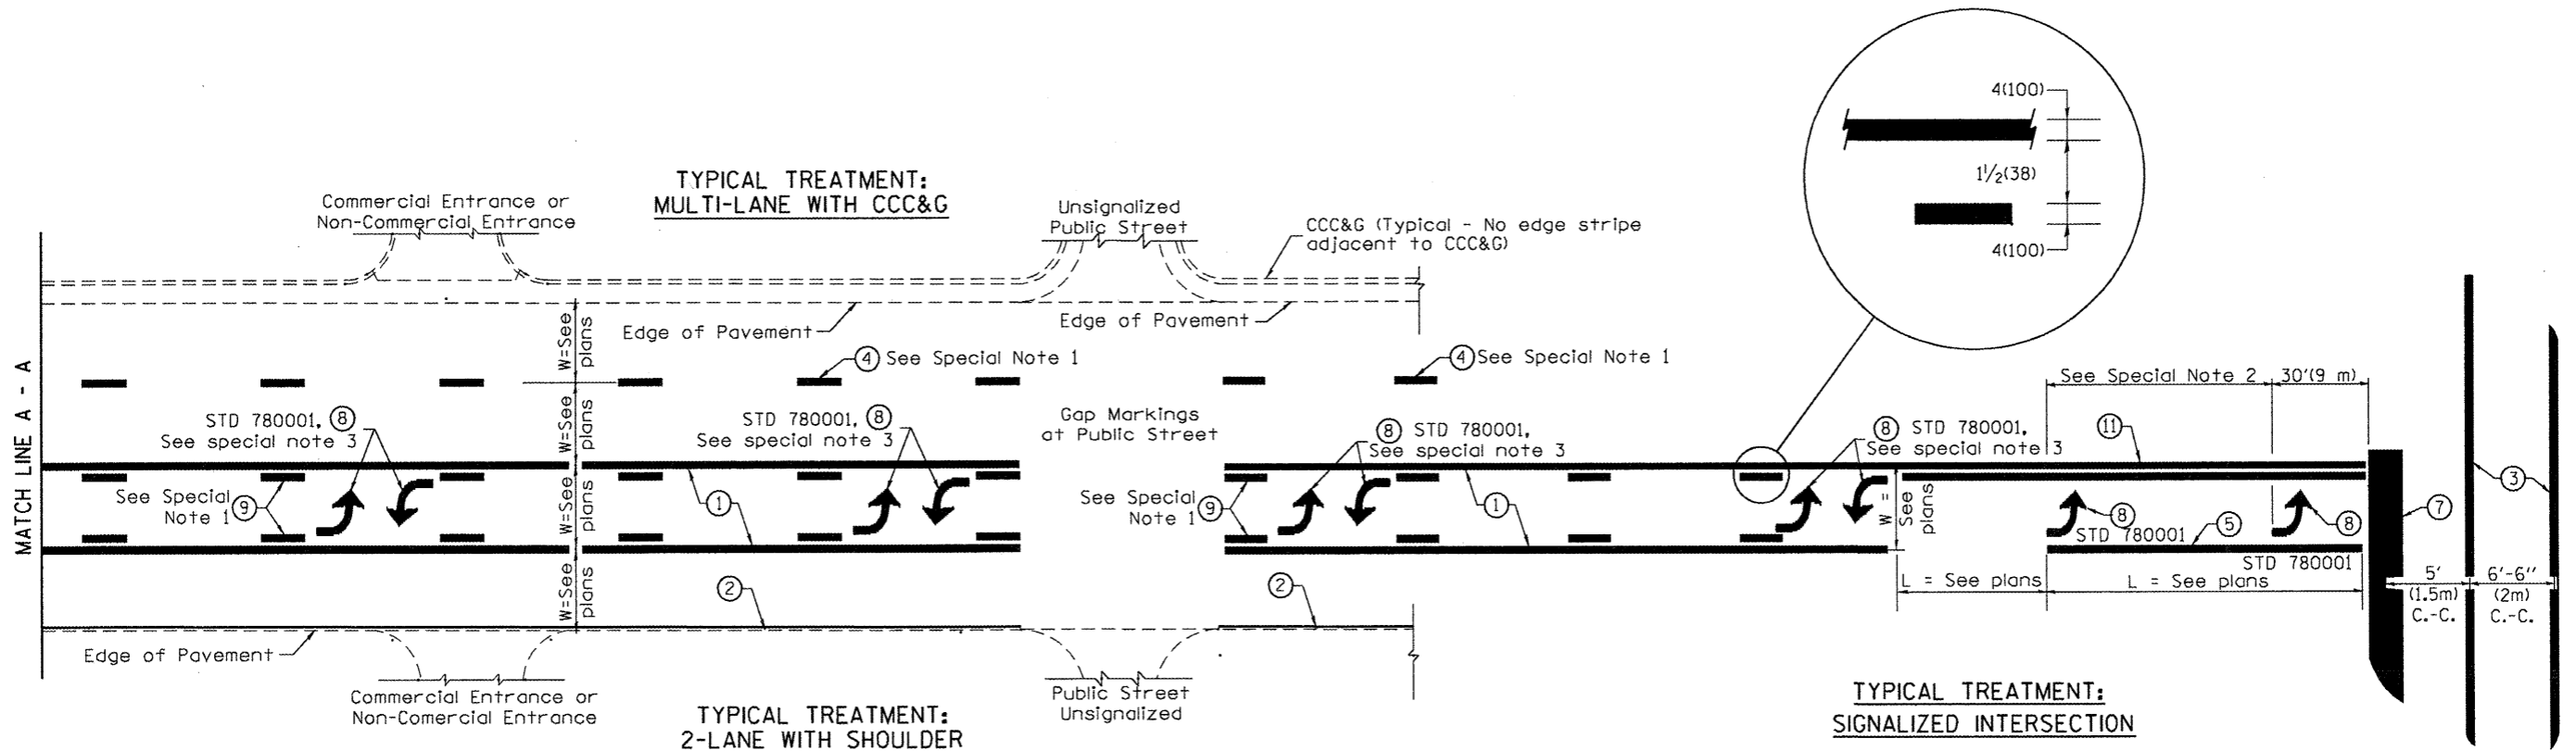 TYPICAL TREATMENT:
MULTI-LANE WITH CCC&G
Commercial Entrance or
Non-Commercial Entrance
Unsignalized
Public Street
CCC&G (Typical - No edge stripe
adjacent to CCC&G)
4(100)
1½(38)
4(100)
MATCH LINE A - A
Edge of Pavement
Edge of Pavement
W=See
plans
W=See
plans
W=See
plans
W=See
plans
4 See Special Note 1
4 See Special Note 1
See Special Note 2
30'(9 m)
STD 780001, 8
See special note 3
STD 780001, 8
See special note 3
Gap Markings
at Public Street
8 STD 780001,
See special note 3
8 STD 780001,
See special note 3
11
See Special
Note 1
9
1
See Special
Note 1
9
1
W =
See
plans
8
STD 780001
5
8
STD 780001
7
3
2
2
L = See plans
L = See plans
5'
(1.5m)
C.-C.
6'-6"
(2m)
C.-C.
Edge of Pavement
Commercial Entrance or
Non-Comercial Entrance
Public Street
Unsignalized
TYPICAL TREATMENT:
2-LANE WITH SHOULDER
TYPICAL TREATMENT:
SIGNALIZED INTERSECTION